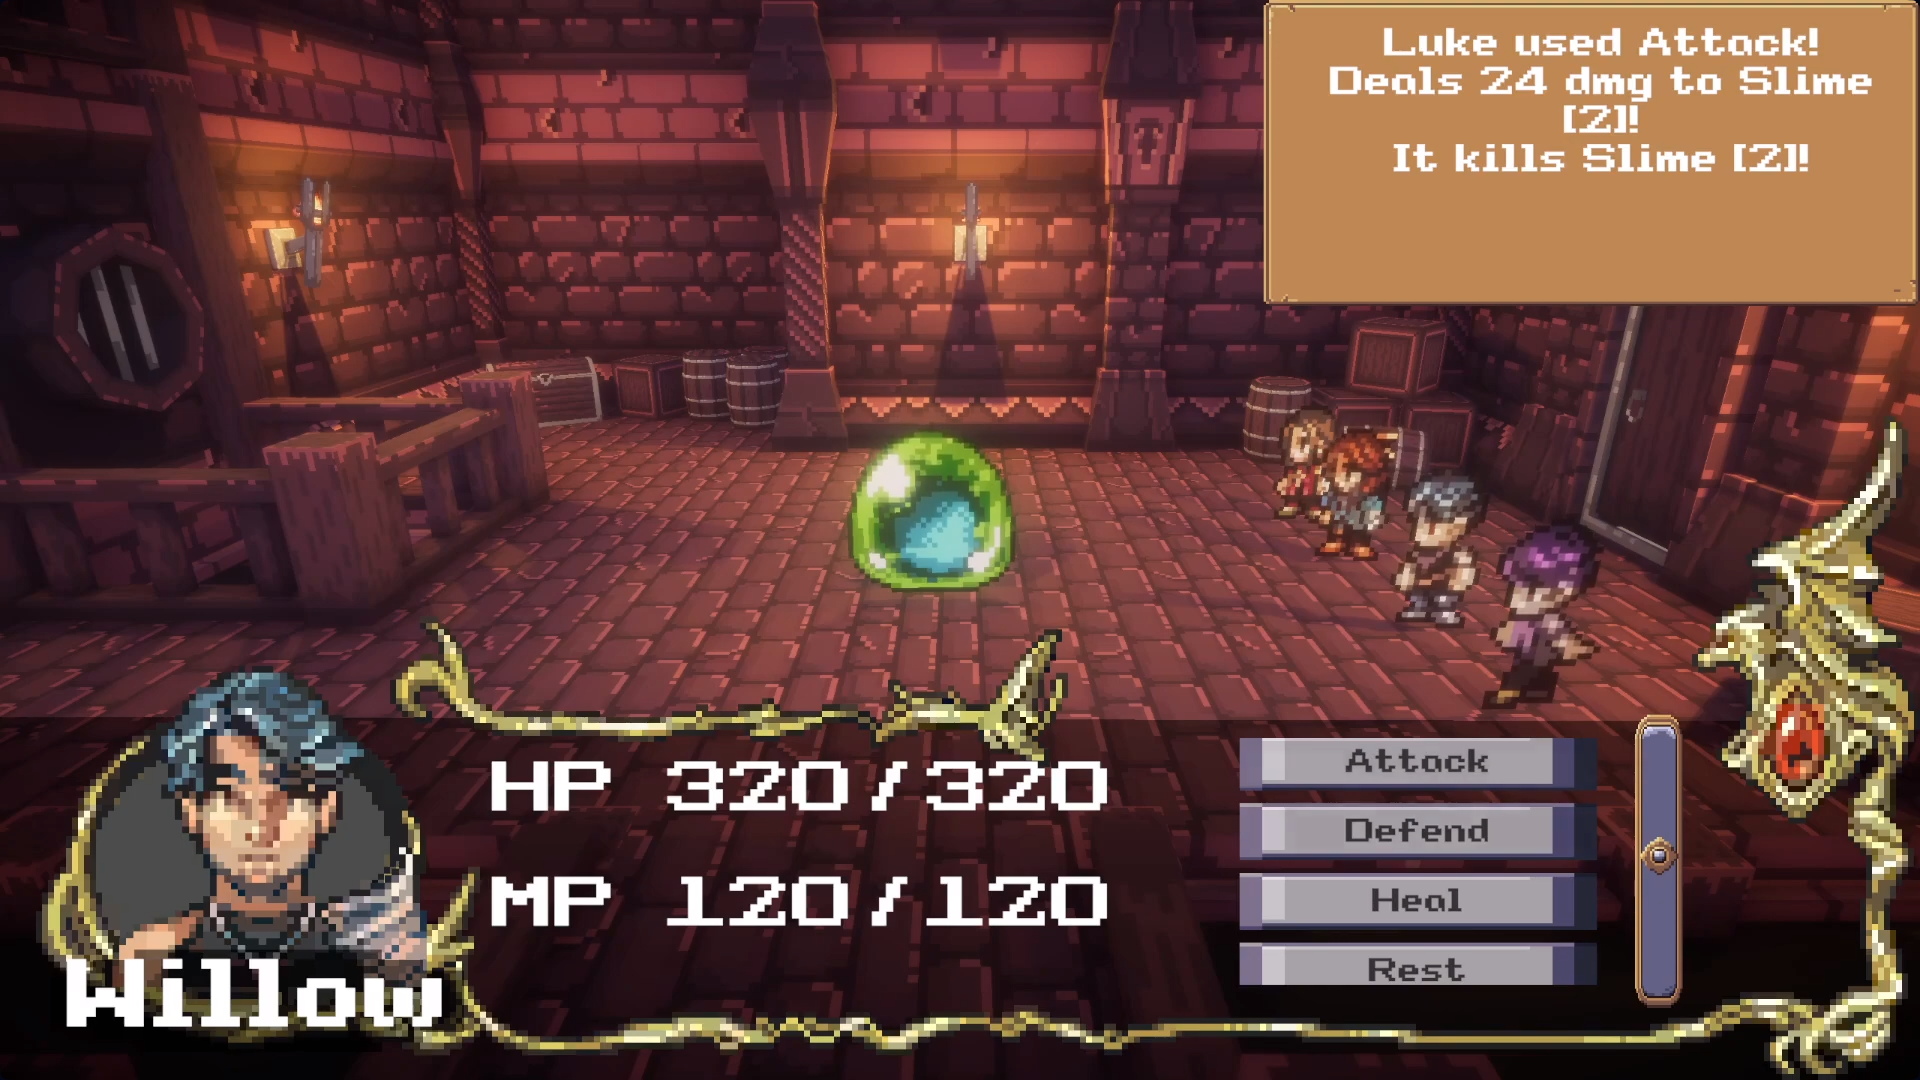 Luke used Attack!
Deals 24 dmg to Slime
[2]!
It kills Slime [2]!
HP 320/320
MP 120/120
Willow
Attack
Defend
Heal
Rest